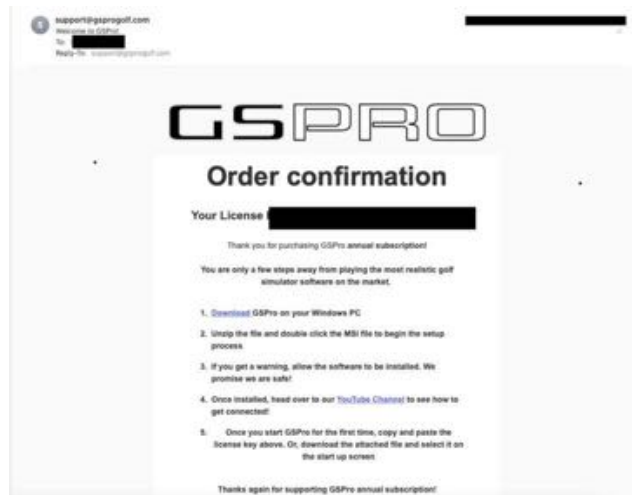 S
support@gsprogolf.com
Welcome to GSPro!
To:
Reply-To: support@gsprogolf.com
GSPRO
Order confirmation
Your License
Thank you for purchasing GSPro annual subscription!
You are only a few steps away from playing the most realistic golf
simulator software on the market.
1. Download GSPro on your Windows PC
2. Unzip the file and double click the MSI file to begin the setup
process
3. If you get a warning, allow the software to be installed. We
promise we are safe!
4. Once installed, head over to our YouTube Channel to see how to
get connected!
5. Once you start GSPro for the first time, copy and paste the
license key above. Or, download the attached file and select it on
the start up screen
Thanks again for supporting GSPro annual subscription!